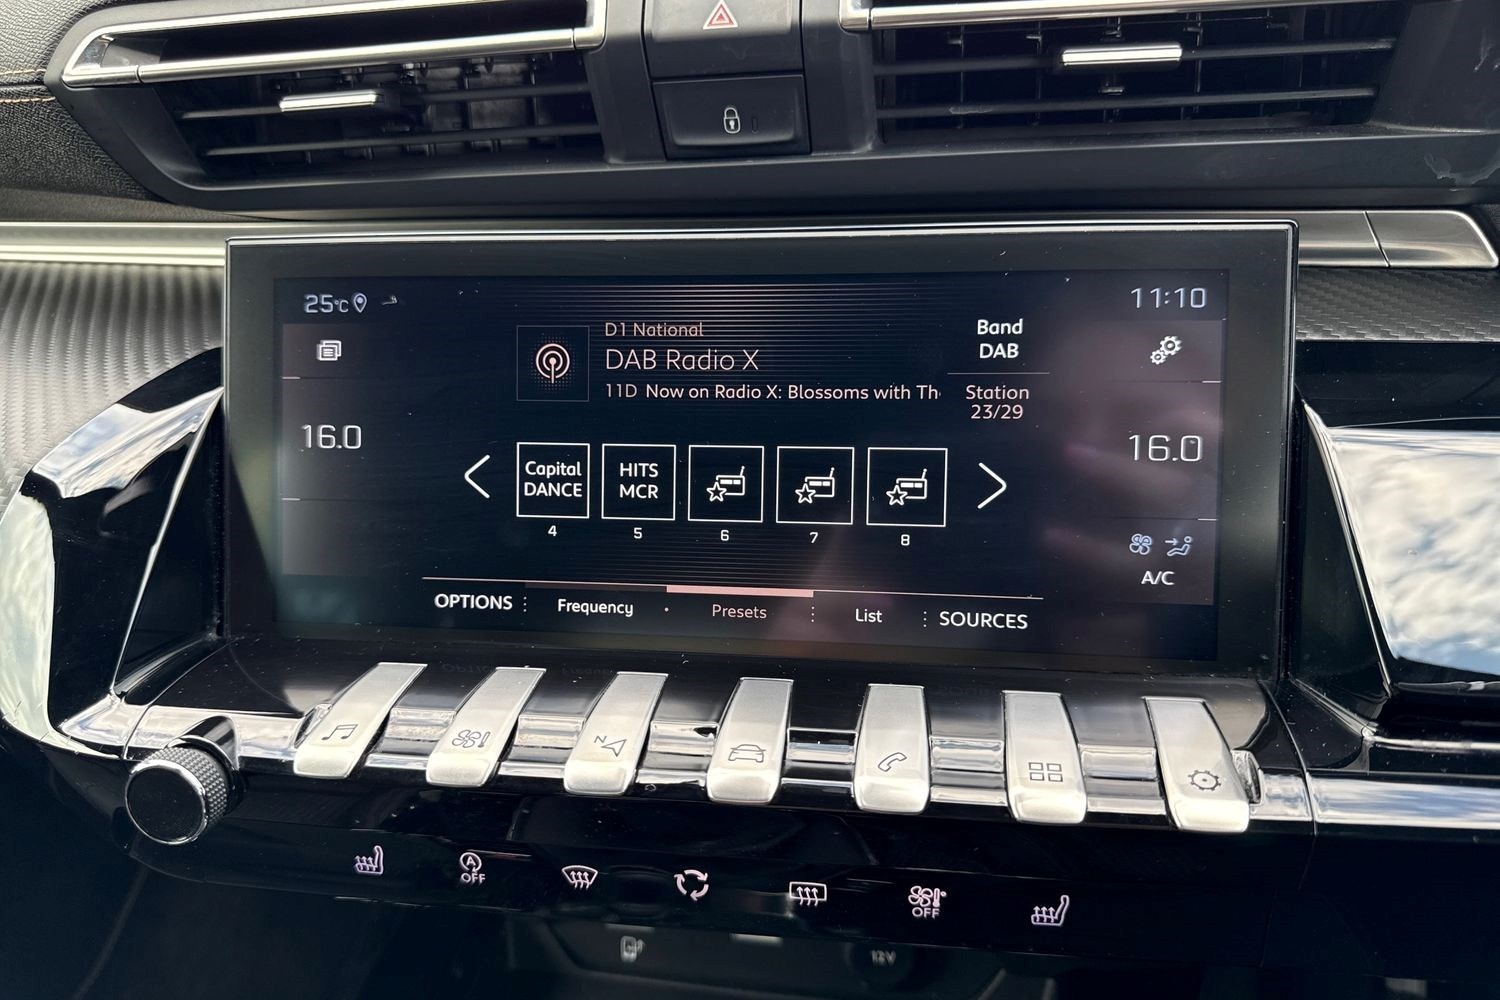 25°C
11:10
D1 National
DAB Radio X
11D Now on Radio X: Blossoms with Th
Band
DAB
Station
23/29
16.0
16.0
Capital
DANCE
HITS
MCR
4
5
6
7
8
A/C
OPTIONS
Frequency
Presets
List
SOURCES
N
A
OFF
OFF
12V